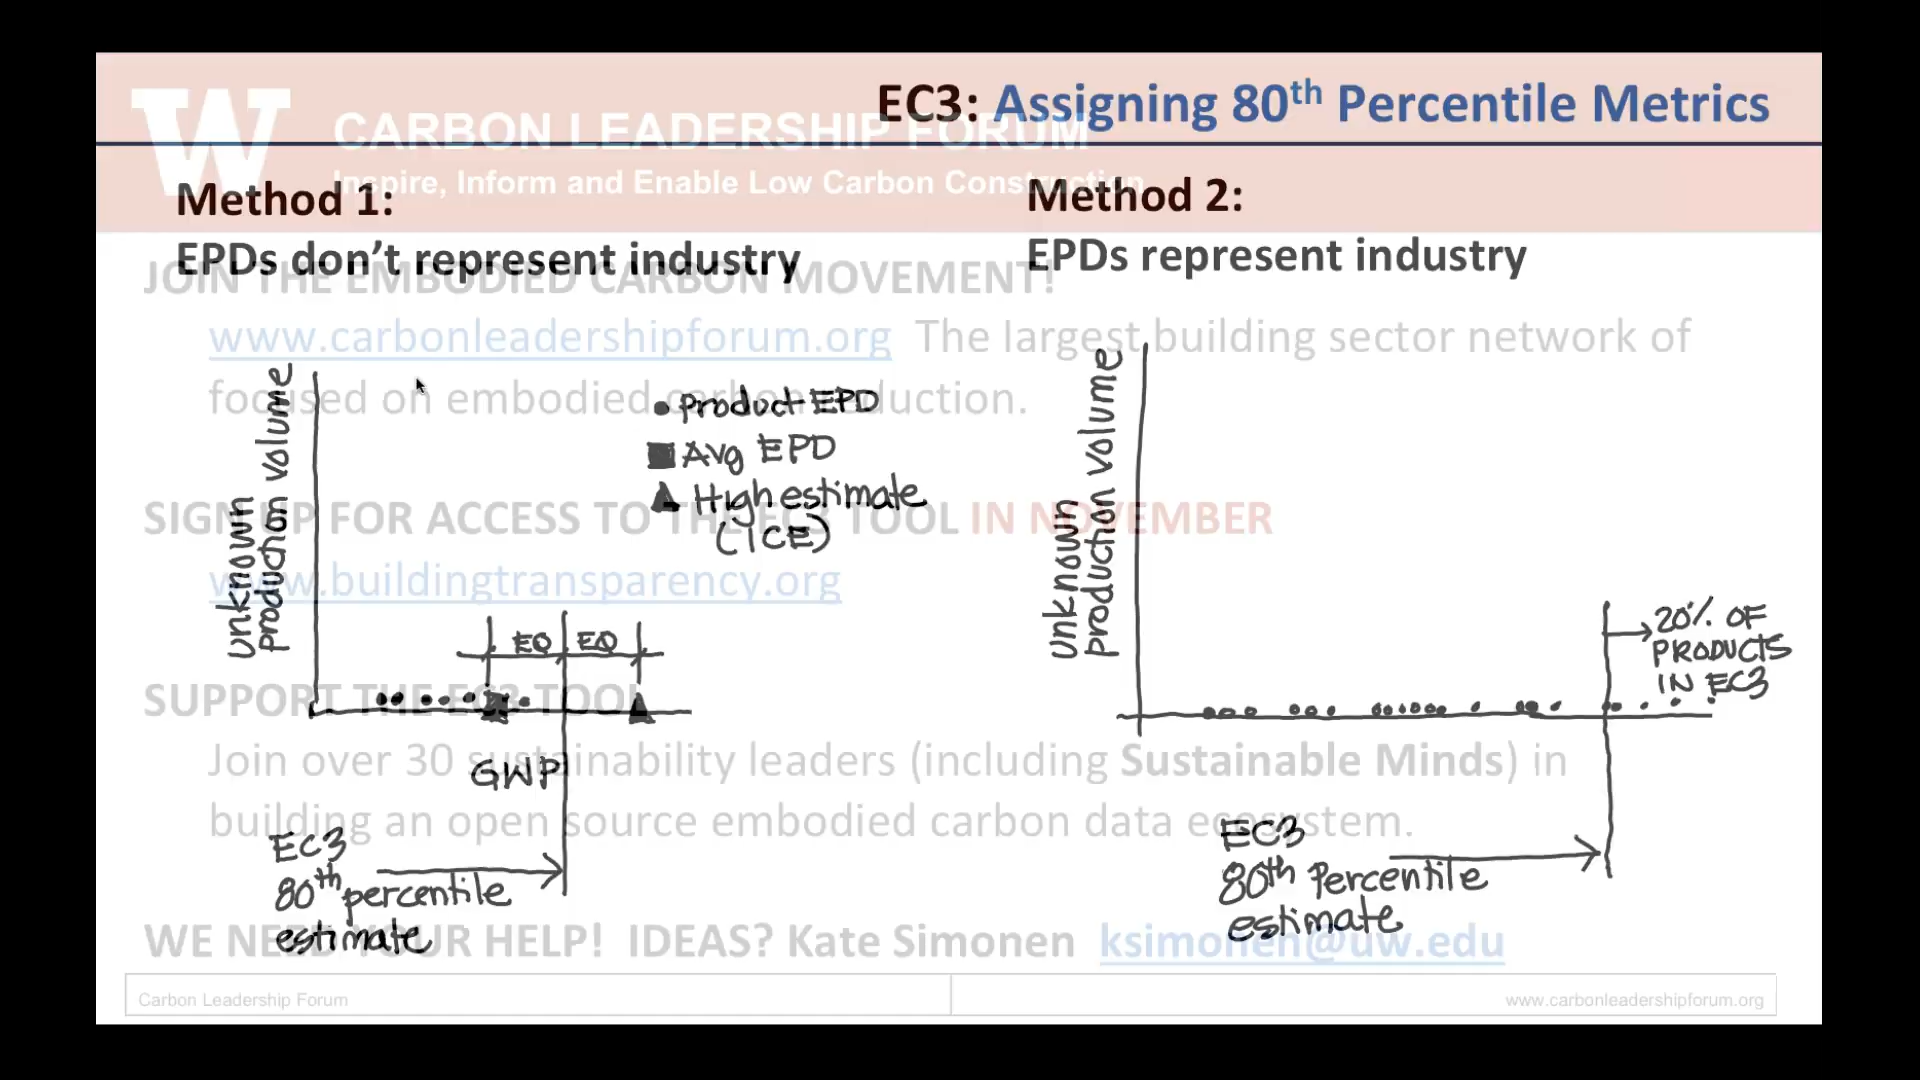 EC3: Assigning 80th Percentile Metrics
CARBON LEADERSHIP FORUM
Inspire, Inform and Enable Low Carbon Construction
Method 1:
EPDs don't represent industry
Method 2:
EPDs represent industry
JOIN THE EMBODIED CARBON MOVEMENT!
www.carbonleadershipforum.org The largest building sector network of
focused on embodied carbon reduction.
SIGN UP FOR ACCESS TO THE EC3 TOOL IN NOVEMBER
www.buildingtransparency.org
SUPPORT THE EC3 TOOL
Join over 30 sustainability leaders (including Sustainable Minds) in
building an open source embodied carbon data ecosystem.
WE NEED YOUR HELP! IDEAS? Kate Simonen ksimonen@uw.edu
unknown
production volume
• Product EPD
■ Avg EPD
▲ High estimate
(ICE)
EQ EQ
GWP
EC3
80th percentile
estimate
unknown
production volume
20% OF
PRODUCTS
IN EC3
EC3
80th Percentile
estimate
Carbon Leadership Forum
www.carbonleadershipforum.org